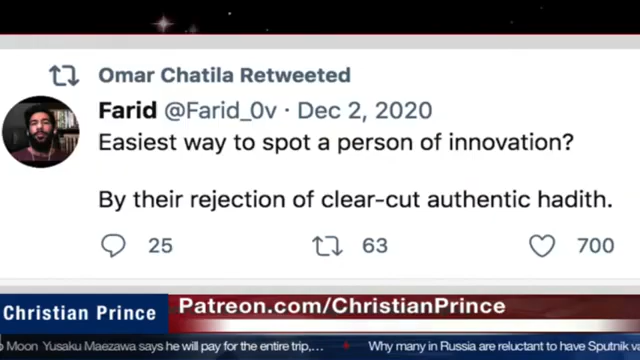 Omar Chatila Retweeted
Farid @Farid_0v · Dec 2, 2020
Easiest way to spot a person of innovation?
By their rejection of clear-cut authentic hadith.
25 63 700
Christian Prince
Patreon.com/ChristianPrince
Moon Yusaku Maezawa says he will pay for the entire trip,... Why many in Russia are reluctant to have Sputnik